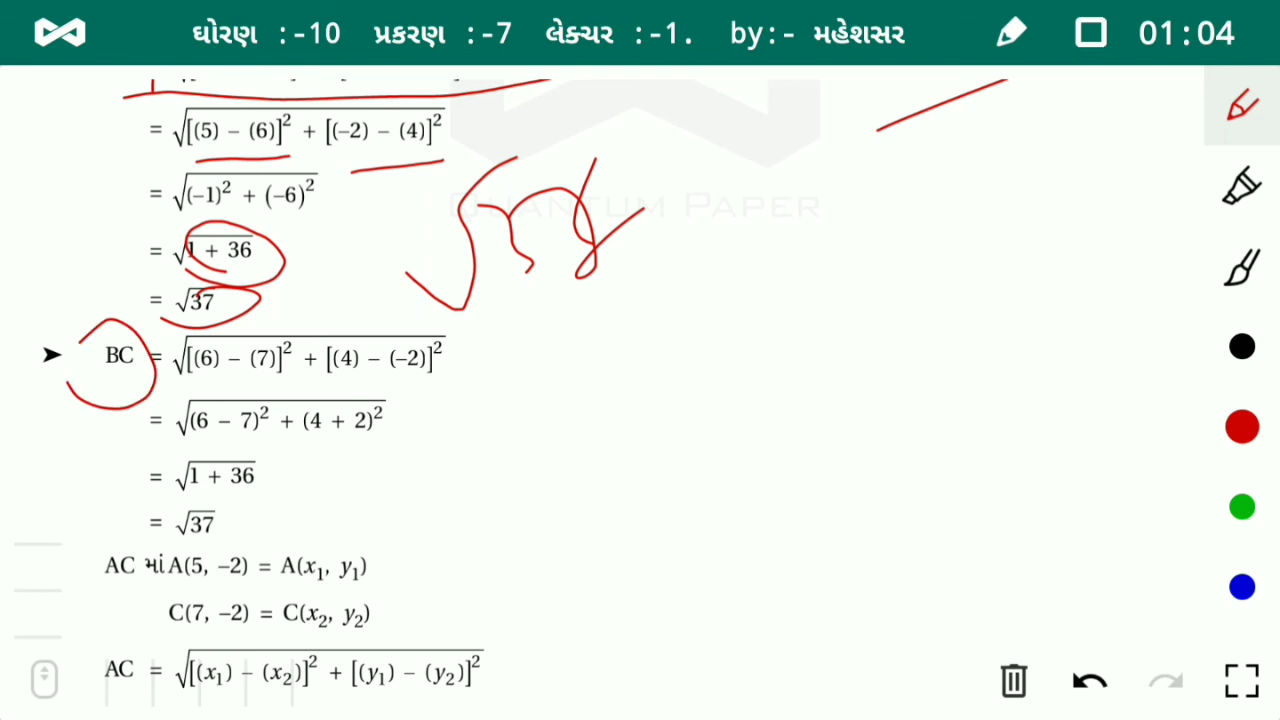 ધોરણ :-10 પ્રકરણ :-7 લેક્ચર :-1. by:- મહેશસર 01:04
= √[(5) – (6)]² + [(–2) – (4)]²
QUANTUM PAPER
= √(–1)² + (–6)²
= √1 + 36
= √37
➤ BC = √[(6) – (7)]² + [(4) – (–2)]²
= √(6 – 7)² + (4 + 2)²
= √1 + 36
= √37
AC માં A(5, –2) = A(x₁, y₁)
C(7, –2) = C(x₂, y₂)
AC = √[(x₁) – (x₂)]² + [(y₁) – (y₂)]²